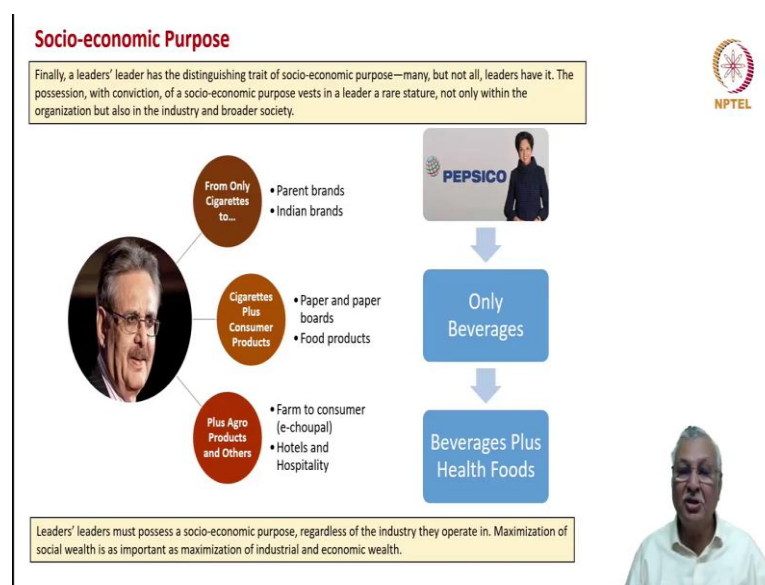 Socio-economic Purpose
Finally, a leaders' leader has the distinguishing trait of socio-economic purpose—many, but not all, leaders have it. The
possession, with conviction, of a socio-economic purpose vests in a leader a rare stature, not only within the
organization but also in the industry and broader society.
NPTEL
From Only
Cigarettes
to...
• Parent brands
• Indian brands
Cigarettes
Plus
Consumer
Products
• Paper and paper
boards
• Food products
Plus Agro
Products
and Others
• Farm to consumer
(e-choupal)
• Hotels and
Hospitality
PEPSICO
Only
Beverages
Beverages Plus
Health Foods
Leaders' leaders must possess a socio-economic purpose, regardless of the industry they operate in. Maximization of
social wealth is as important as maximization of industrial and economic wealth.